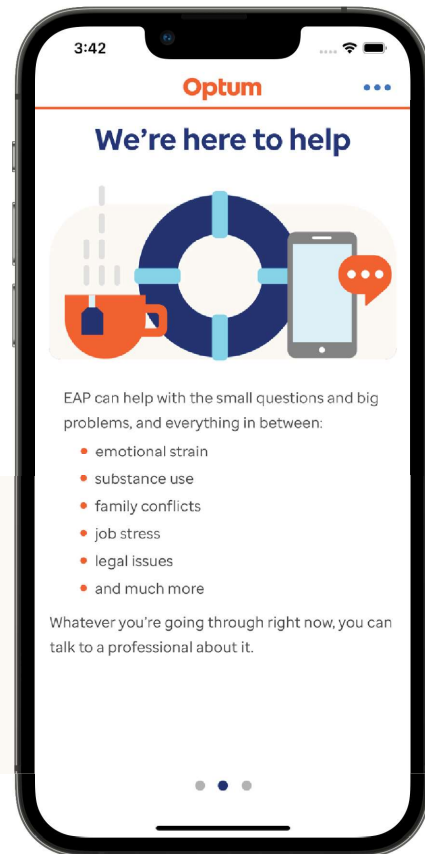 3:42
Optum
We're here to help
EAP can help with the small questions and big
problems, and everything in between:
• emotional strain
• substance use
• family conflicts
• job stress
• legal issues
• and much more
Whatever you're going through right now, you can
talk to a professional about it.